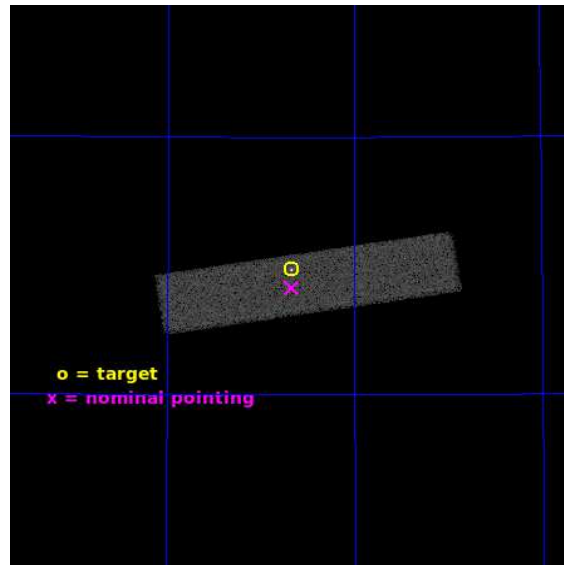 o = target
x = nominal pointing